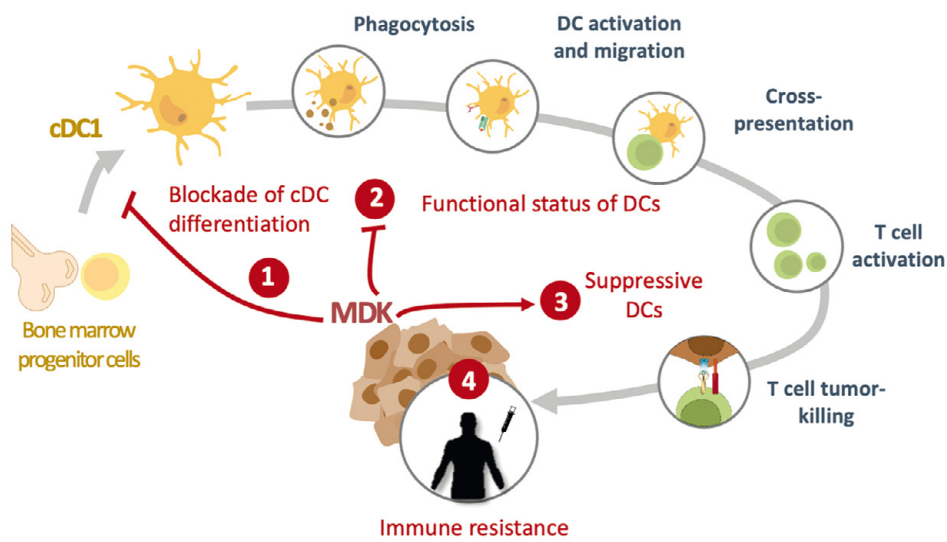 Phagocytosis
DC activation
and migration
Cross-
presentation
cDC1
Blockade of cDC
differentiation
2
Functional status of DCs
T cell
activation
1
MDK
3
Suppressive
DCs
Bone marrow
progenitor cells
4
T cell tumor-
killing
Immune resistance